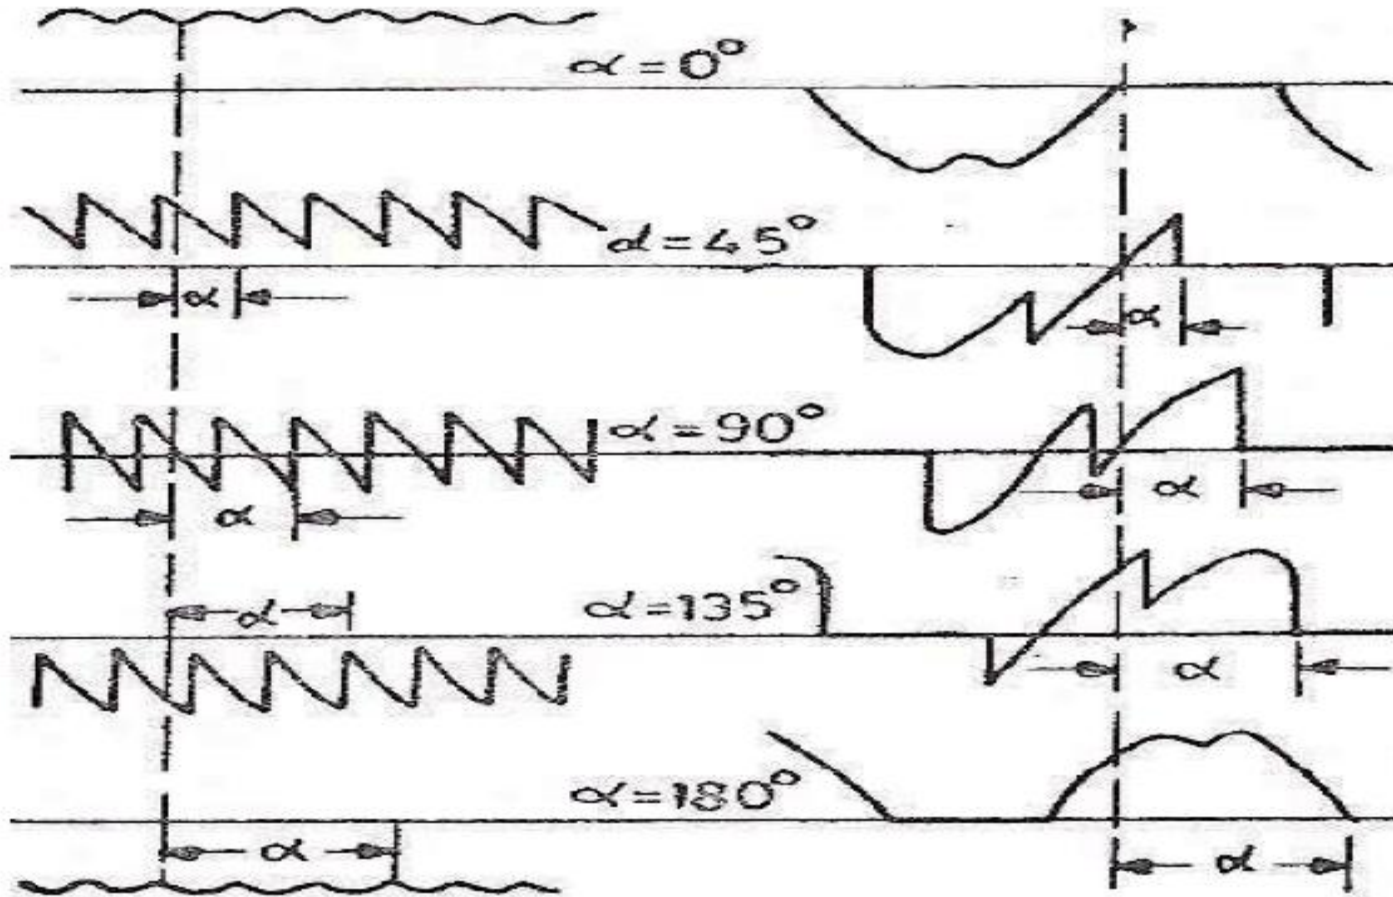 α = 0°
α = 45°
α
α
α = 90°
α
α
α
α = 135°
α
α = 180°
α
α